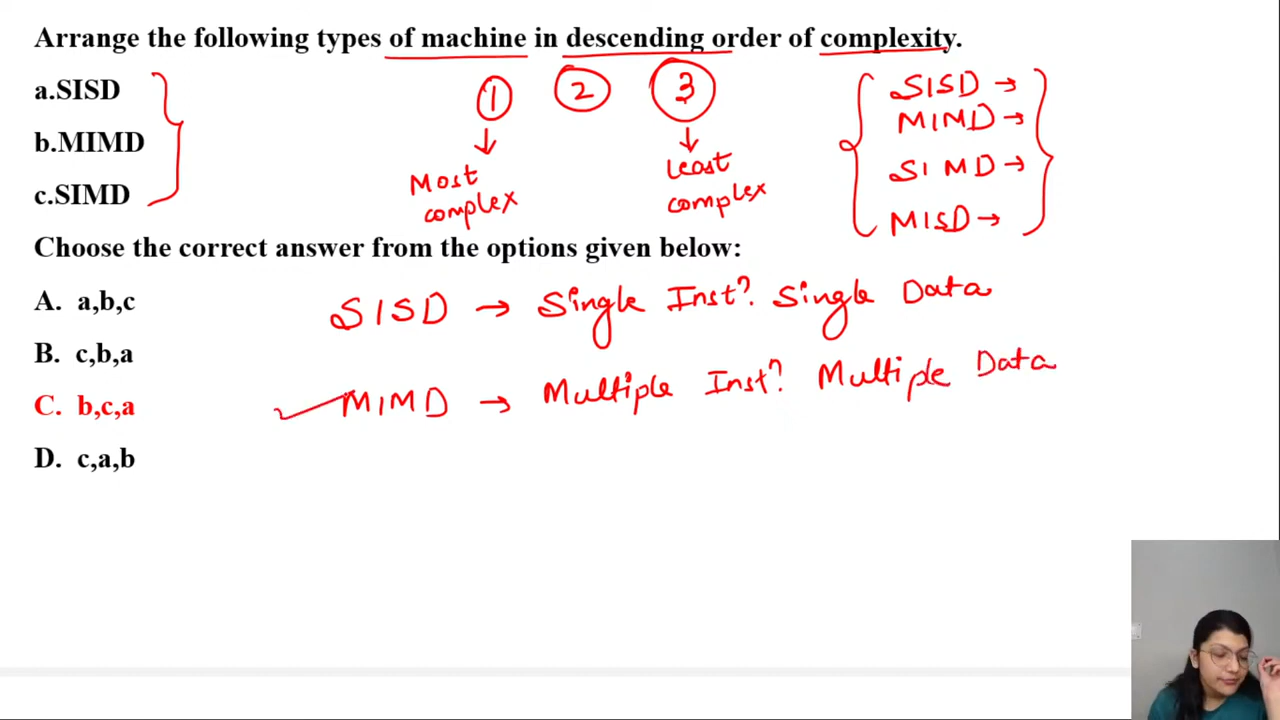 Arrange the following types of machine in descending order of complexity.
a.SISD
b.MIMD
c.SIMD
① ② ③
Most complex
Least complex
SISD →
MIMD →
SIMD →
MISD →
Choose the correct answer from the options given below:
A. a,b,c
B. c,b,a
C. b,c,a
D. c,a,b
SISD → Single Instⁿ. Single Data
MIMD → Multiple Instⁿ. Multiple Data